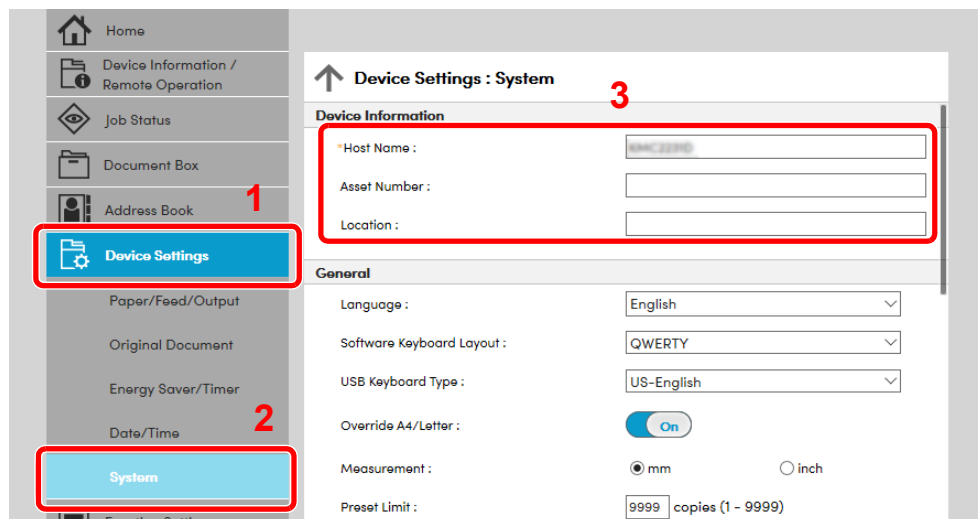 Home
Device Information /
Remote Operation
Job Status
Document Box
Address Book
1
Device Settings
Paper/Feed/Output
Original Document
Energy Saver/Timer
Date/Time
2
System
Device Settings : System
3
Device Information
*Host Name :
Asset Number :
Location :
General
Language : English
Software Keyboard Layout : QWERTY
USB Keyboard Type : US-English
Override A4/Letter : On
Measurement : mm inch
Preset Limit : 9999 copies (1 - 9999)